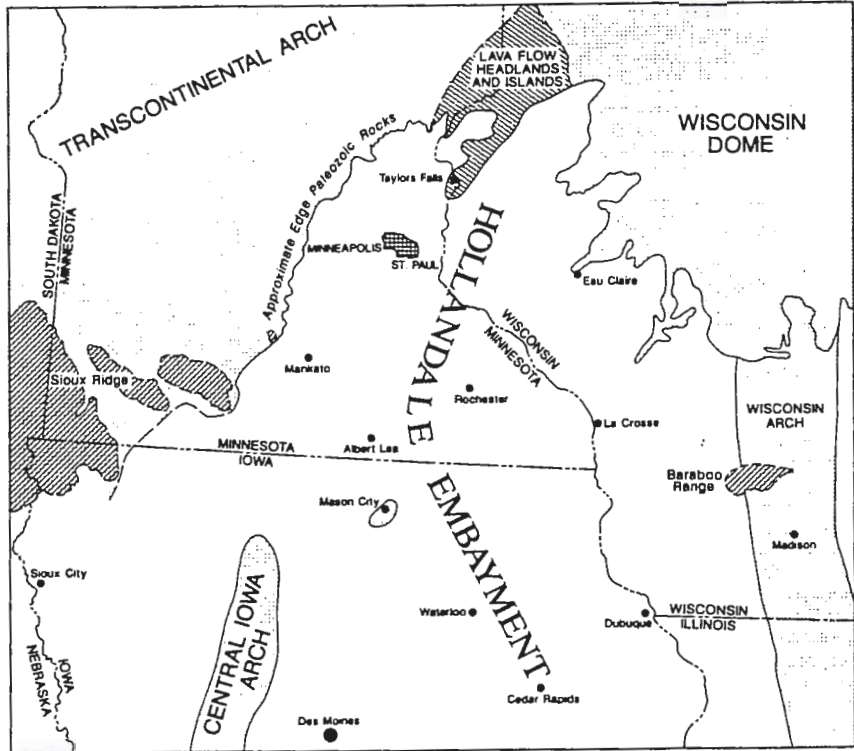 TRANSCONTINENTAL ARCH
LAVA FLOW
HEADLANDS
AND ISLANDS
WISCONSIN
DOME
Approximate Edge Paleozoic Rocks
Taylors Falls
SOUTH DAKOTA
MINNESOTA
MINNEAPOLIS
ST. PAUL
Eau Claire
HOLLANDALE
EMBAYMENT
WISCONSIN
MINNESOTA
Sioux Ridge
Mankato
Rochester
La Crosse
WISCONSIN
ARCH
Albert Lea
MINNESOTA
IOWA
Baraboo
Range
Mason City
Madison
Sioux City
CENTRAL IOWA
ARCH
Waterloo
Dubuque
WISCONSIN
ILLINOIS
IOWA
NEBRASKA
Cedar Rapids
Des Moines